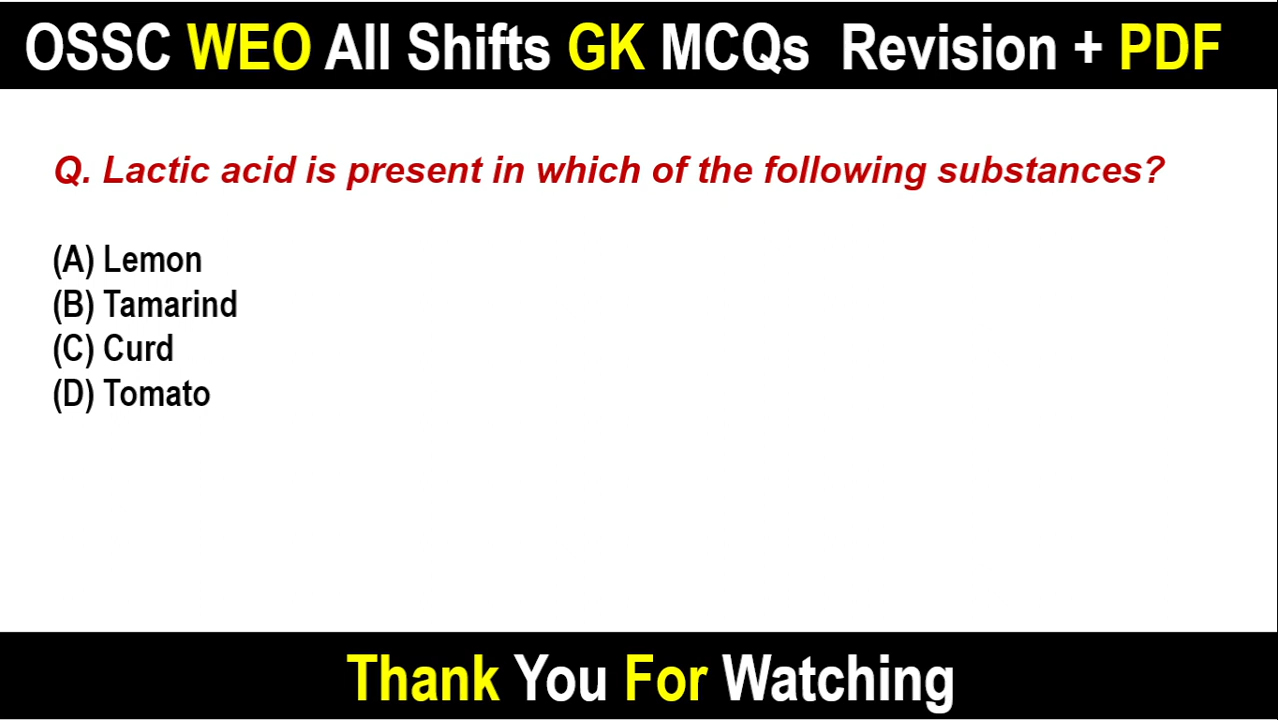 OSSC WEO All Shifts GK MCQs Revision + PDF
Q. Lactic acid is present in which of the following substances?
(A) Lemon
(B) Tamarind
(C) Curd
(D) Tomato
Thank You For Watching